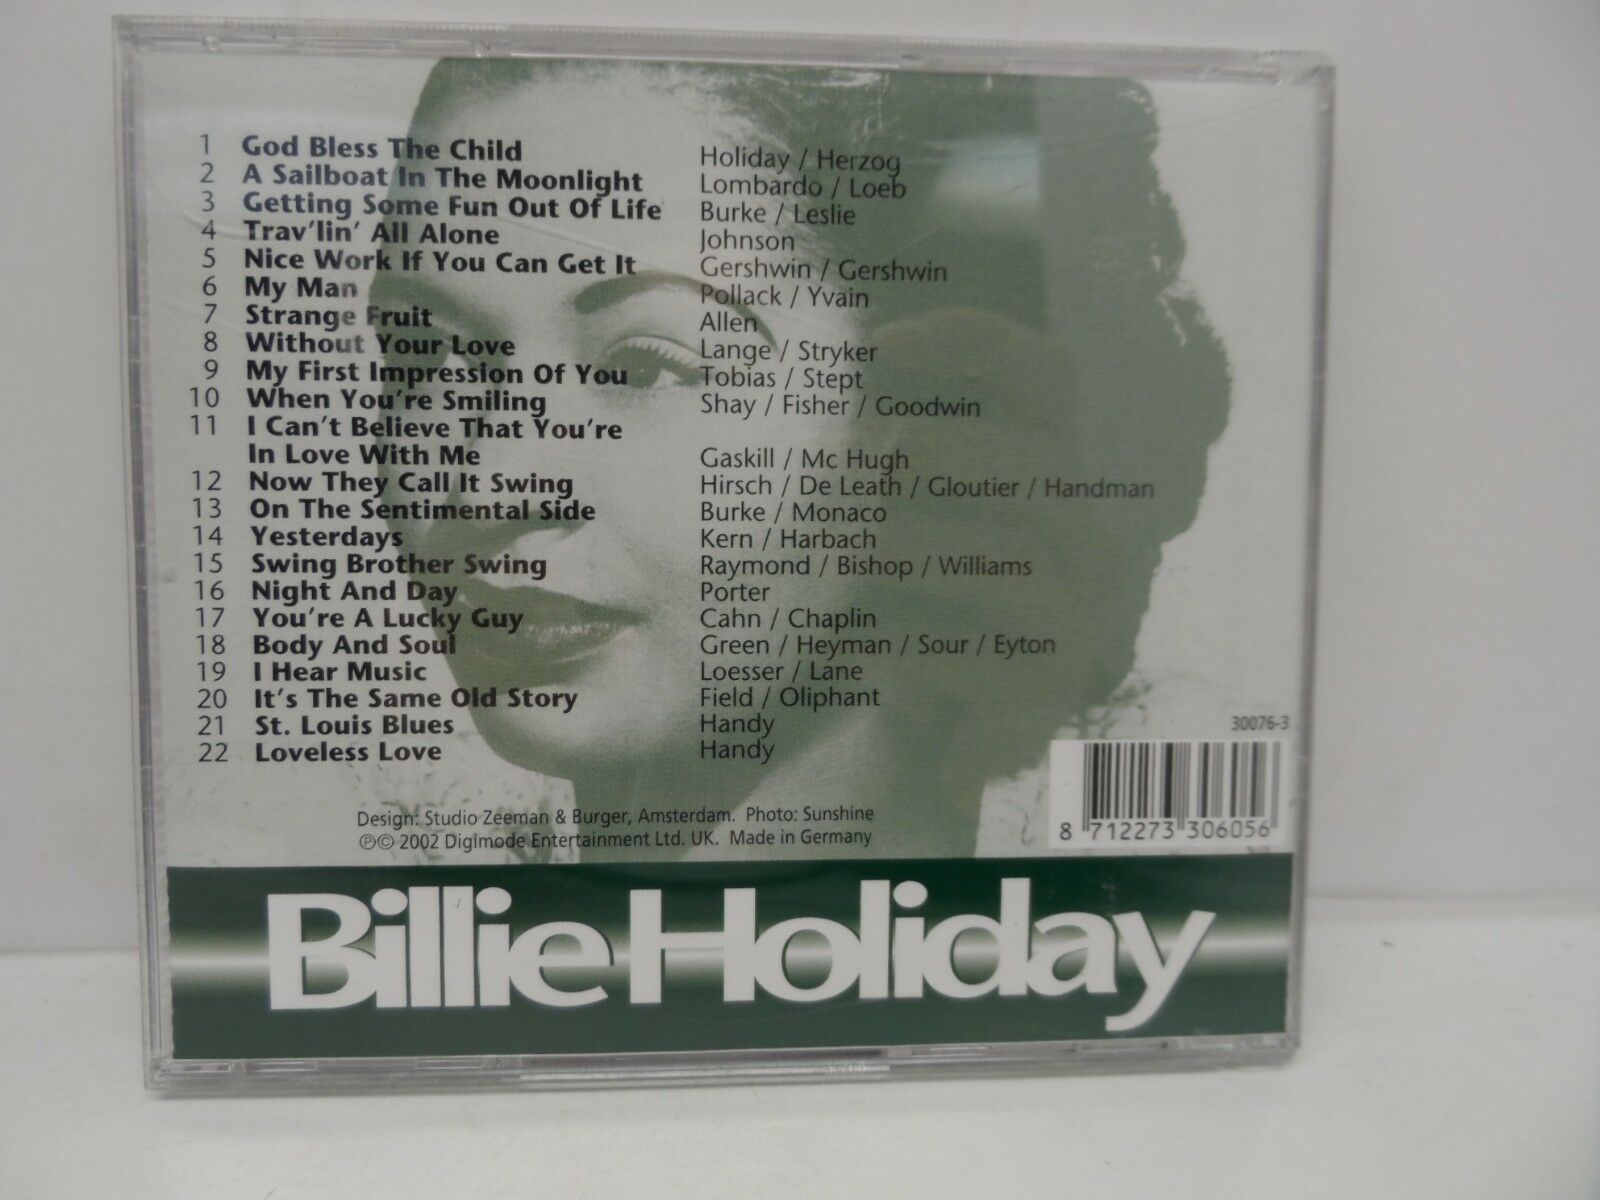 1 God Bless The Child Holiday / Herzog
2 A Sailboat In The Moonlight Lombardo / Loeb
3 Getting Some Fun Out Of Life Burke / Leslie
4 Trav'lin' All Alone Johnson
5 Nice Work If You Can Get It Gershwin / Gershwin
6 My Man Pollack / Yvain
7 Strange Fruit Allen
8 Without Your Love Lange / Stryker
9 My First Impression Of You Tobias / Stept
10 When You're Smiling Shay / Fisher / Goodwin
11 I Can't Believe That You're
In Love With Me Gaskill / Mc Hugh
12 Now They Call It Swing Hirsch / De Leath / Gloutier / Handman
13 On The Sentimental Side Burke / Monaco
14 Yesterdays Kern / Harbach
15 Swing Brother Swing Raymond / Bishop / Williams
16 Night And Day Porter
17 You're A Lucky Guy Cahn / Chaplin
18 Body And Soul Green / Heyman / Sour / Eyton
19 I Hear Music Loesser / Lane
20 It's The Same Old Story Field / Oliphant
21 St. Louis Blues Handy
22 Loveless Love Handy
30076-3
8 712273 306056
Design: Studio Zeeman & Burger, Amsterdam. Photo: Sunshine
℗© 2002 Digimode Entertainment Ltd. UK. Made in Germany
Billie Holiday